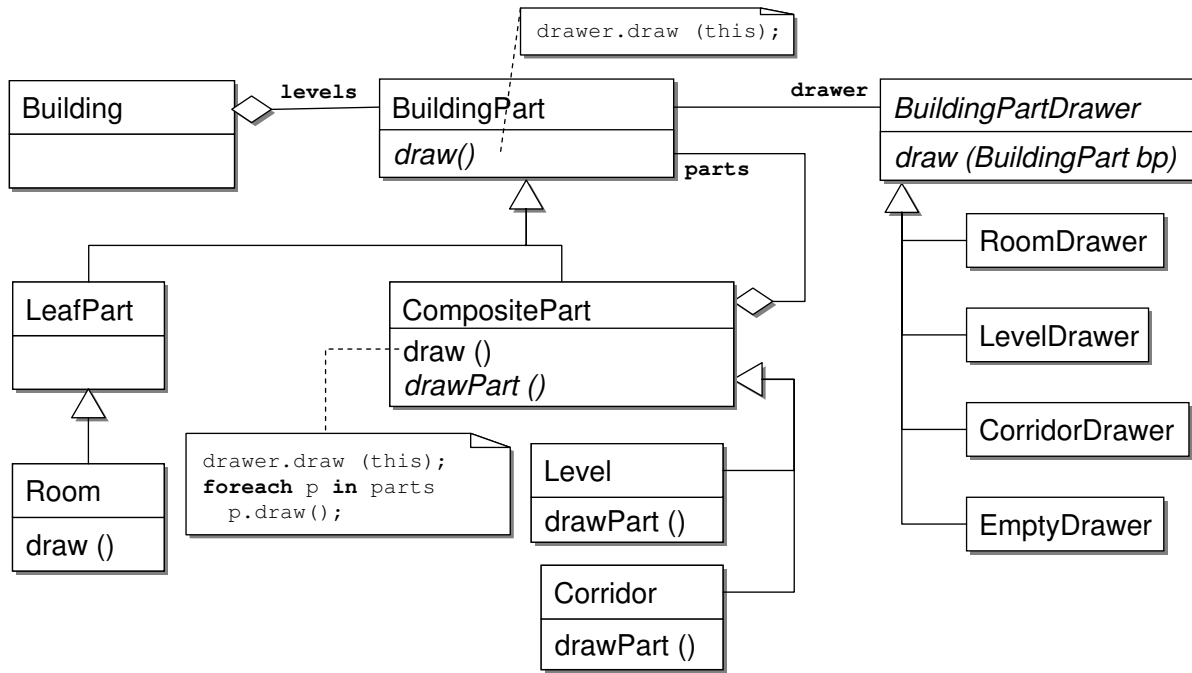 drawer.draw (this);
Building
levels
BuildingPart
draw()
drawer
BuildingPartDrawer
draw (BuildingPart bp)
parts
RoomDrawer
LevelDrawer
CorridorDrawer
EmptyDrawer
LeafPart
CompositePart
draw ()
drawPart ()
drawer.draw (this);
foreach p in parts
p.draw();
Room
draw ()
Level
drawPart ()
Corridor
drawPart ()